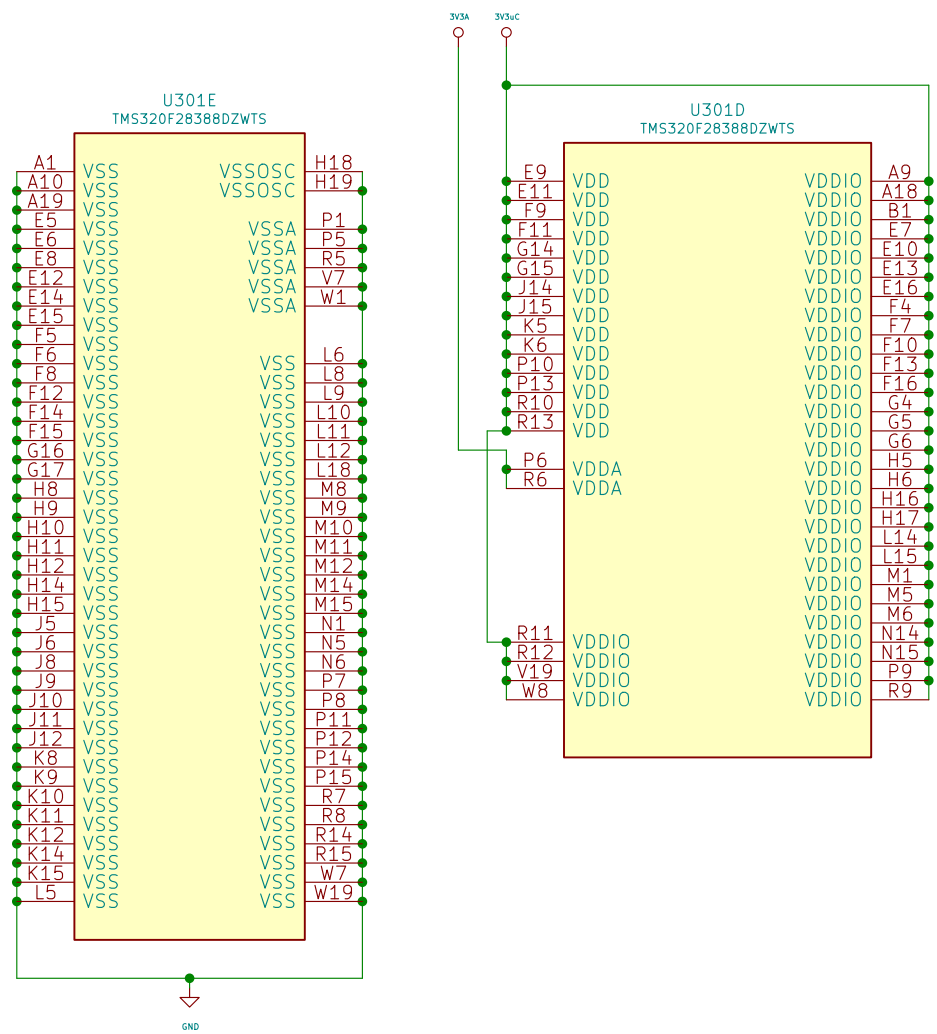 3V3A 3V3uC
U301E
TMS320F28388DZWTS
A1 VSS VSSOSC H18
A10 VSS VSSOSC H19
A19 VSS
E5 VSS VSSA P1
E6 VSS VSSA P5
E8 VSS VSSA R5
E12 VSS VSSA V7
E14 VSS VSSA W1
E15 VSS
F5 VSS
F6 VSS VSS L6
F8 VSS VSS L8
F12 VSS VSS L9
F14 VSS VSS L10
F15 VSS VSS L11
G16 VSS VSS L12
G17 VSS VSS L18
H8 VSS VSS M8
H9 VSS VSS M9
H10 VSS VSS M10
H11 VSS VSS M11
H12 VSS VSS M12
H14 VSS VSS M14
H15 VSS VSS M15
J5 VSS VSS N1
J6 VSS VSS N5
J8 VSS VSS N6
J9 VSS VSS P7
J10 VSS VSS P8
J11 VSS VSS P11
J12 VSS VSS P12
K8 VSS VSS P14
K9 VSS VSS P15
K10 VSS VSS R7
K11 VSS VSS R8
K12 VSS VSS R14
K14 VSS VSS R15
K15 VSS VSS W7
L5 VSS VSS W19
GND
U301D
TMS320F28388DZWTS
E9 VDD VDDIO A9
E11 VDD VDDIO A18
F9 VDD VDDIO B1
F11 VDD VDDIO E7
G14 VDD VDDIO E10
G15 VDD VDDIO E13
J14 VDD VDDIO E16
J15 VDD VDDIO F4
K5 VDD VDDIO F7
K6 VDD VDDIO F10
P10 VDD VDDIO F13
P13 VDD VDDIO F16
R10 VDD VDDIO G4
R13 VDD VDDIO G5
VDDIO G6
P6 VDDA VDDIO H5
R6 VDDA VDDIO H6
VDDIO H16
VDDIO H17
VDDIO L14
VDDIO L15
VDDIO M1
VDDIO M5
VDDIO M6
R11 VDDIO VDDIO N14
R12 VDDIO VDDIO N15
V19 VDDIO VDDIO P9
W8 VDDIO VDDIO R9